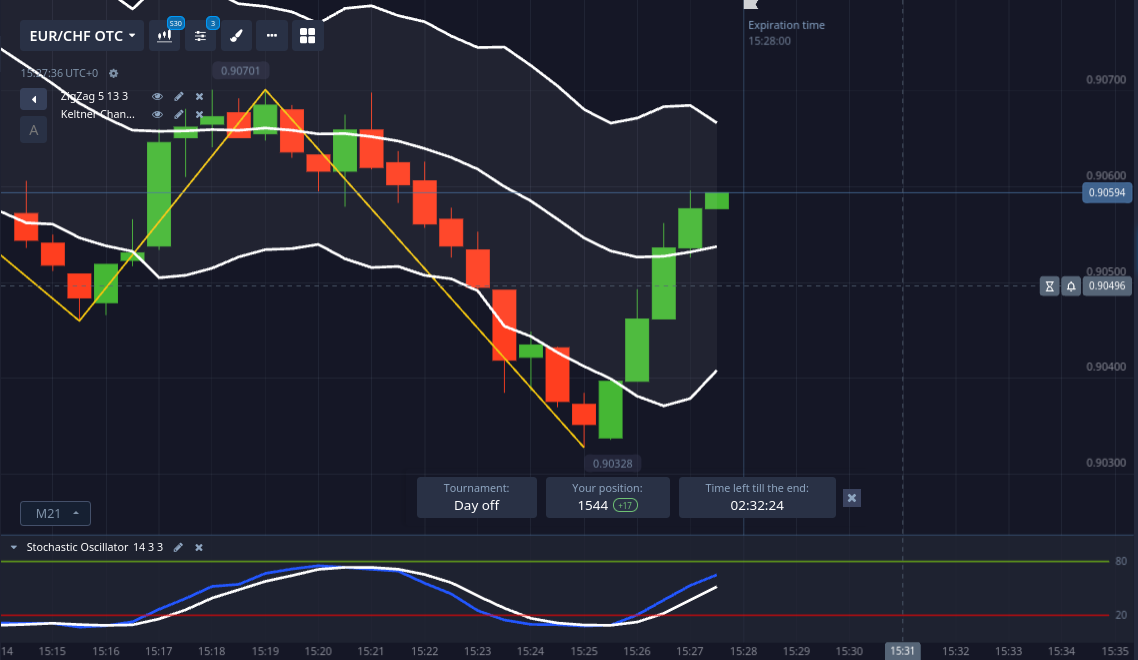 Expiration time
15:28:00
EUR/CHF OTC
S30
3
15:27:36 UTC+0
0.90701
0.90700
ZigZag 5 13 3
Keltner Chan...
A
0.90600
0.90594
0.90500
0.90496
0.90400
0.90328
0.90300
Tournament:
Day off
Your position:
1544 +17
Time left till the end:
02:32:24
M21
Stochastic Oscillator 14 3 3
80
20
14 15:15 15:16 15:17 15:18 15:19 15:20 15:21 15:22 15:23 15:24 15:25 15:26 15:27 15:28 15:29 15:30 15:31 15:32 15:33 15:34 15:35